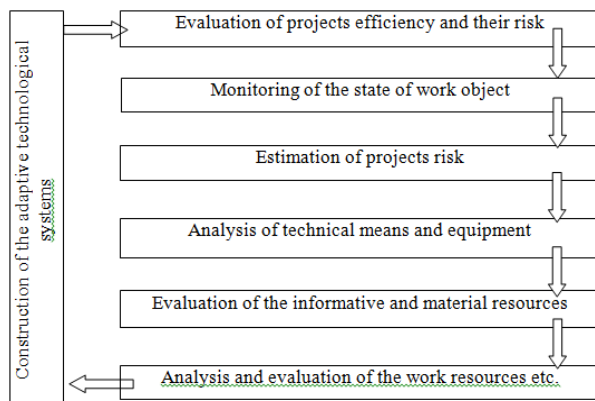 Construction of the adaptive technological
systems
Evaluation of projects efficiency and their risk
Monitoring of the state of work object
Estimation of projects risk
Analysis of technical means and equipment
Evaluation of the informative and material resources
Analysis and evaluation of the work resources etc.